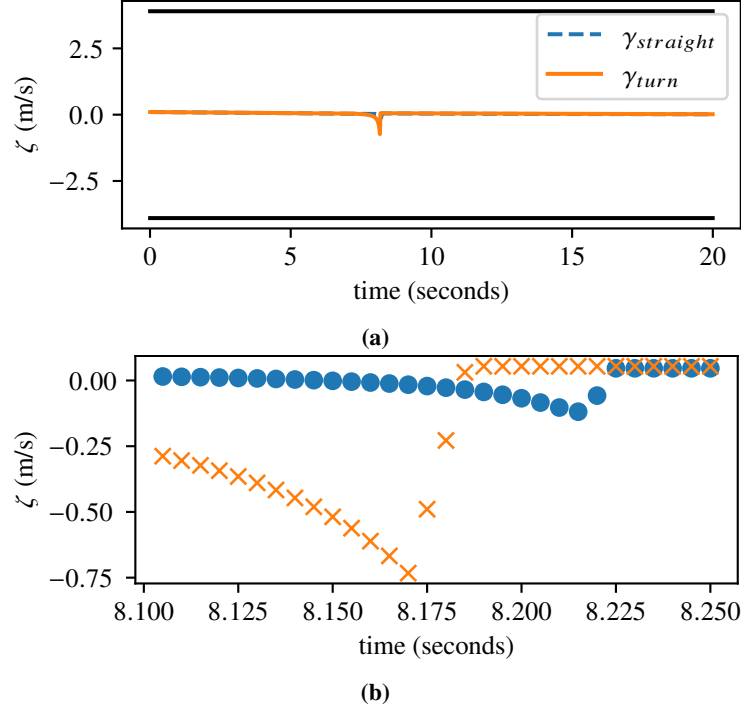 2.5
0.0
−2.5
ζ (m/s)
γstraight
γturn
0 5 10 15 20
time (seconds)
(a)
0.00
−0.25
−0.50
−0.75
ζ (m/s)
8.100 8.125 8.150 8.175 8.200 8.225 8.250
time (seconds)
(b)